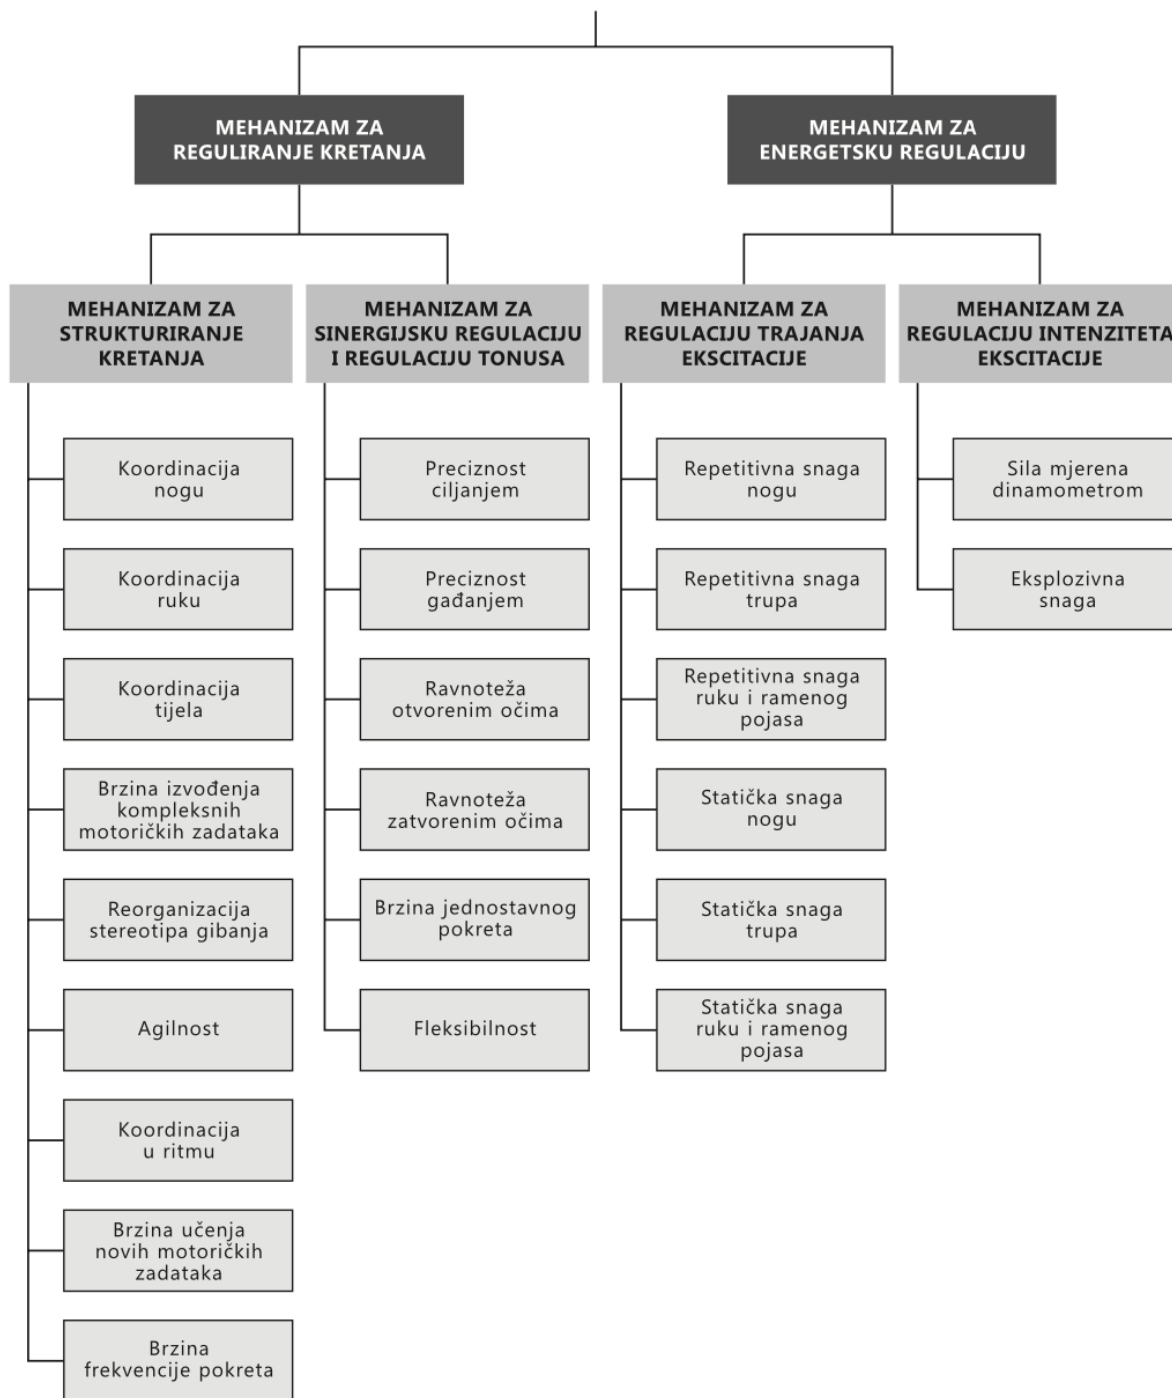 MEHANIZAM ZA
REGULIRANJE KRETANJA
MEHANIZAM ZA
ENERGETSKU REGULACIJU
MEHANIZAM ZA
STRUKTURIRANJE
KRETANJA
MEHANIZAM ZA
SINERGIJSKU REGULACIJU
I REGULACIJU TONUSA
MEHANIZAM ZA
REGULACIJU TRAJANJA
EKSCITACIJE
MEHANIZAM ZA
REGULACIJU INTENZITETA
EKSCITACIJE
Koordinacija
nogu
Koordinacija
ruku
Koordinacija
tijela
Brzina izvođenja
kompleksnih
motoričkih zadataka
Reorganizacija
stereotipa gibanja
Agilnost
Koordinacija
u ritmu
Brzina učenja
novih motoričkih
zadataka
Brzina
frekvencije pokreta
Preciznost
ciljanjem
Preciznost
gađanjem
Ravnoteža
otvorenim očima
Ravnoteža
zatvorenim očima
Brzina jednostavnog
pokreta
Fleksibilnost
Repetitivna snaga
nogu
Repetitivna snaga
trupa
Repetitivna snaga
ruku i ramenog
pojasa
Statička snaga
nogu
Statička snaga
trupa
Statička snaga
ruku i ramenog
pojasa
Sila mjerena
dinamometrom
Eksplozivna
snaga